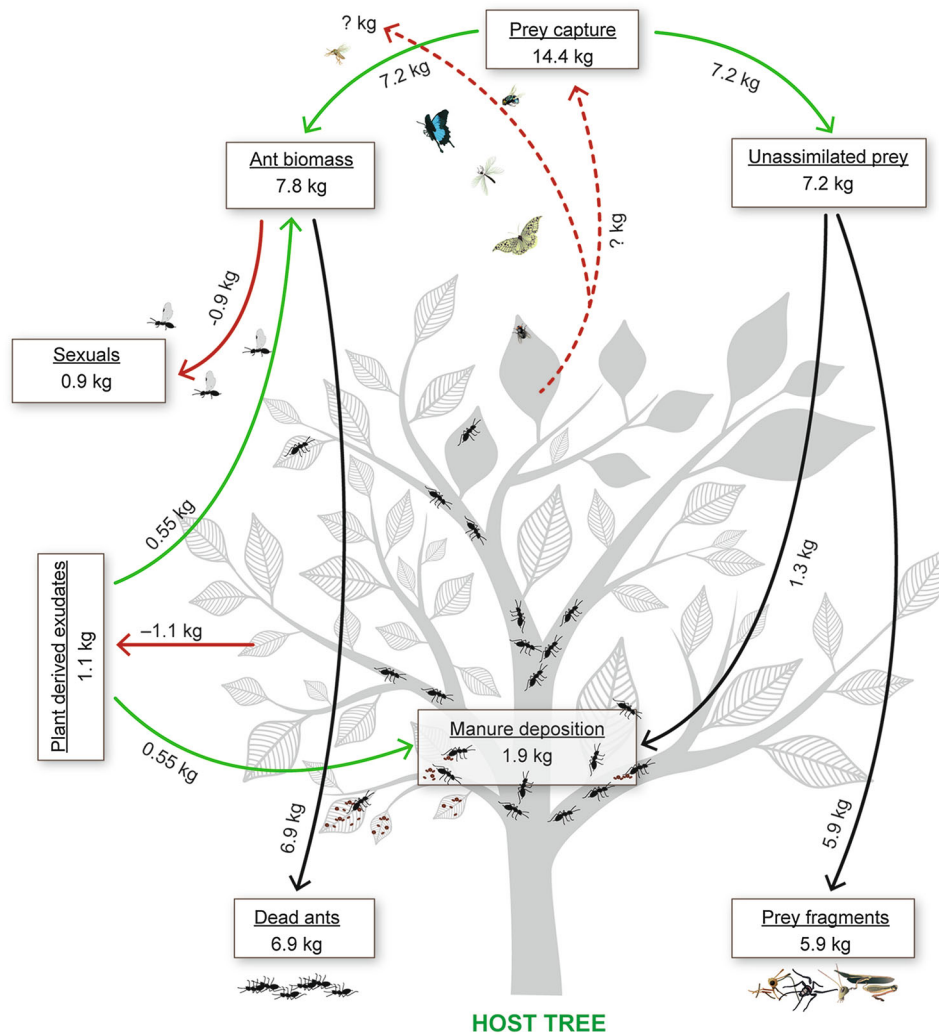 ? kg
Prey capture
14.4 kg
7.2 kg
7.2 kg
Ant biomass
7.8 kg
Unassimilated prey
7.2 kg
? kg
-0.9 kg
Sexuals
0.9 kg
0.55 kg
1.3 kg
Plant derived exudates
1.1 kg
–1.1 kg
Manure deposition
1.9 kg
0.55 kg
6.9 kg
5.9 kg
Dead ants
6.9 kg
Prey fragments
5.9 kg
HOST TREE